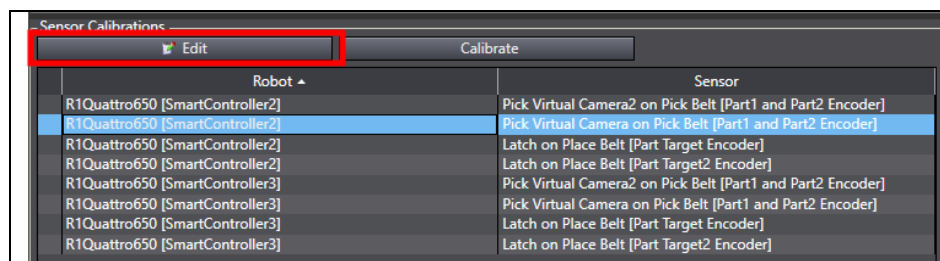 Sensor Calibrations
Edit Calibrate
Robot Sensor
R1Quattro650 [SmartController2] Pick Virtual Camera2 on Pick Belt [Part1 and Part2 Encoder]
R1Quattro650 [SmartController2] Pick Virtual Camera on Pick Belt [Part1 and Part2 Encoder]
R1Quattro650 [SmartController2] Latch on Place Belt [Part Target Encoder]
R1Quattro650 [SmartController2] Latch on Place Belt [Part Target2 Encoder]
R1Quattro650 [SmartController3] Pick Virtual Camera2 on Pick Belt [Part1 and Part2 Encoder]
R1Quattro650 [SmartController3] Pick Virtual Camera on Pick Belt [Part1 and Part2 Encoder]
R1Quattro650 [SmartController3] Latch on Place Belt [Part Target Encoder]
R1Quattro650 [SmartController3] Latch on Place Belt [Part Target2 Encoder]